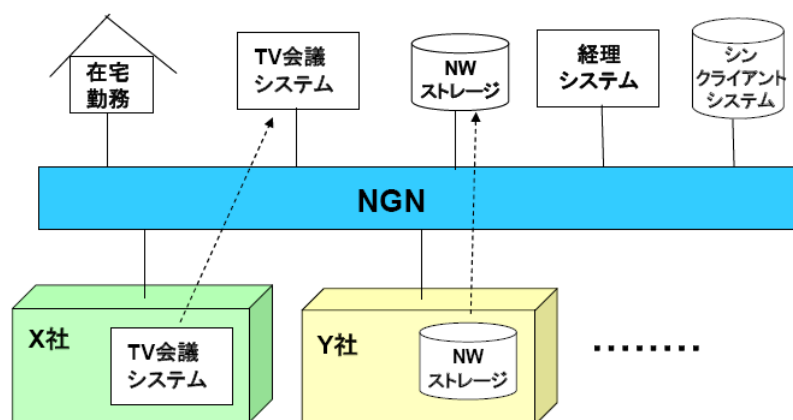 在宅
勤務
TV会議
システム
NW
ストレージ
経理
システム
シン
クライアント
システム
NGN
X社
TV会議
システム
Y社
NW
ストレージ
········